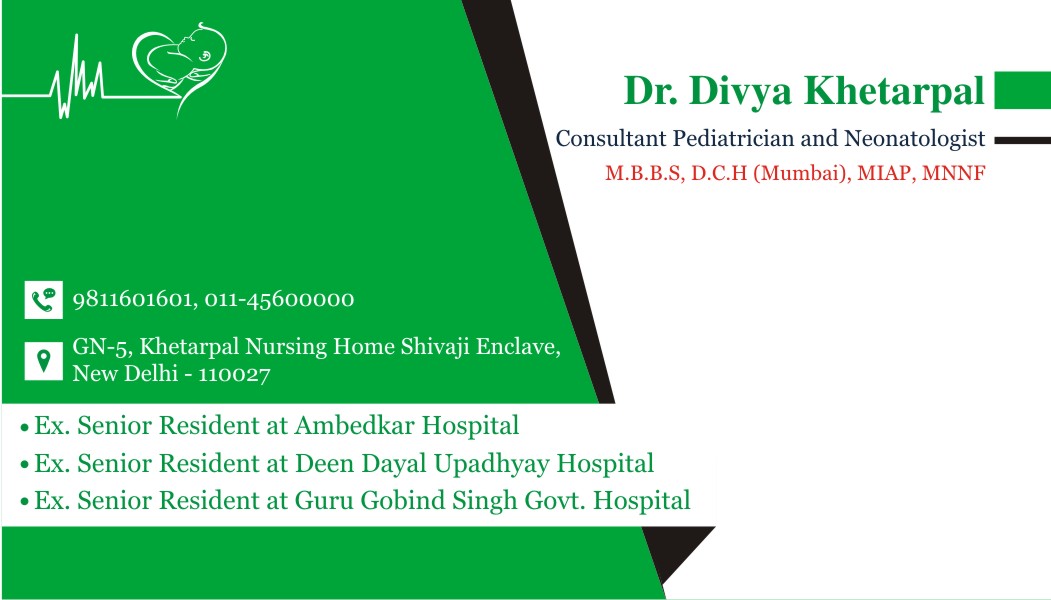 Dr. Divya Khetarpal
Consultant Pediatrician and Neonatologist
M.B.B.S, D.C.H (Mumbai), MIAP, MNNF
9811601601, 011-45600000
GN-5, Khetarpal Nursing Home Shivaji Enclave,
New Delhi - 110027
• Ex. Senior Resident at Ambedkar Hospital
• Ex. Senior Resident at Deen Dayal Upadhyay Hospital
• Ex. Senior Resident at Guru Gobind Singh Govt. Hospital